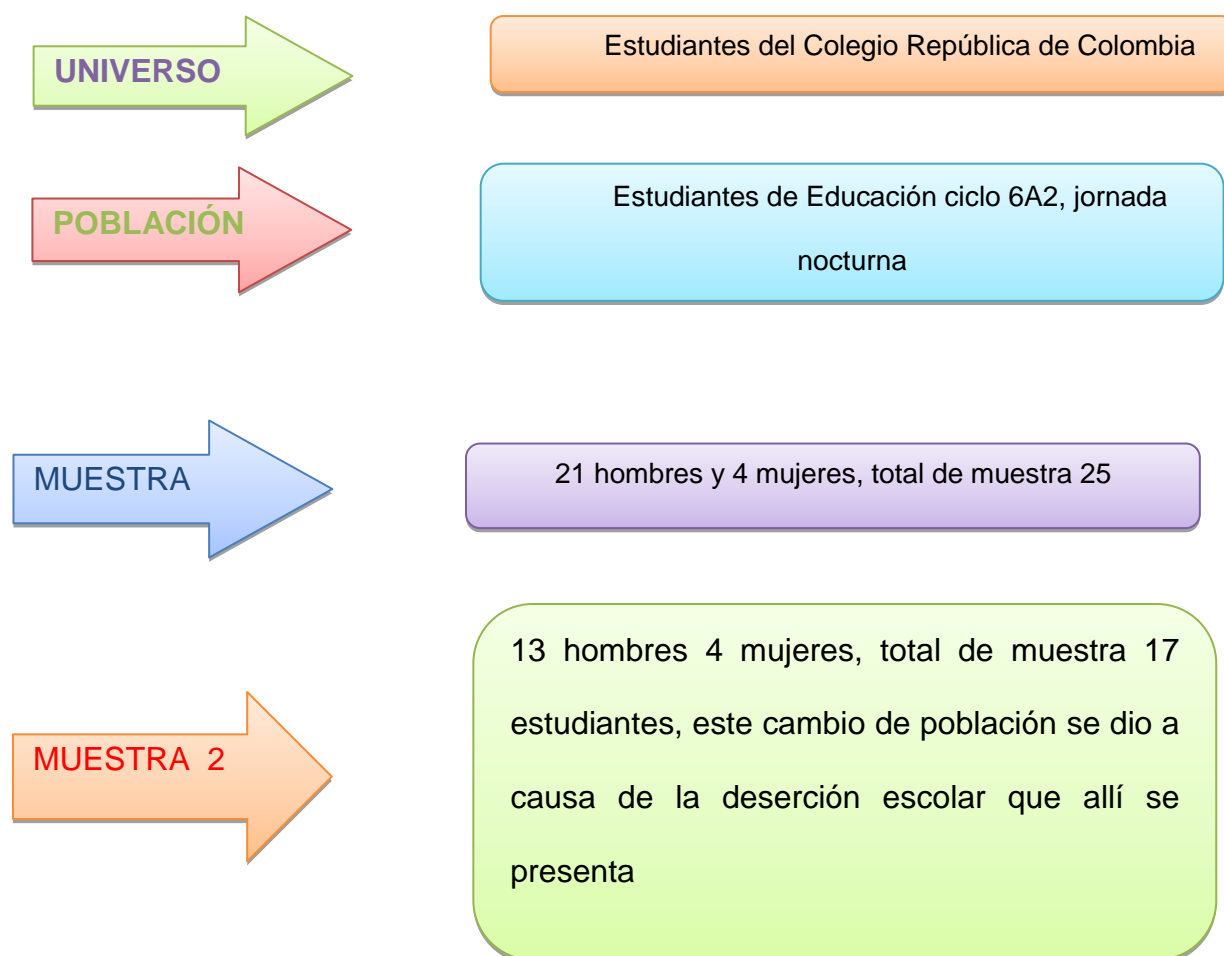 UNIVERSO
Estudiantes del Colegio República de Colombia
POBLACIÓN
Estudiantes de Educación ciclo 6A2, jornada
nocturna
MUESTRA
21 hombres y 4 mujeres, total de muestra 25
MUESTRA 2
13 hombres 4 mujeres, total de muestra 17
estudiantes, este cambio de población se dio a
causa de la deserción escolar que allí se
presenta